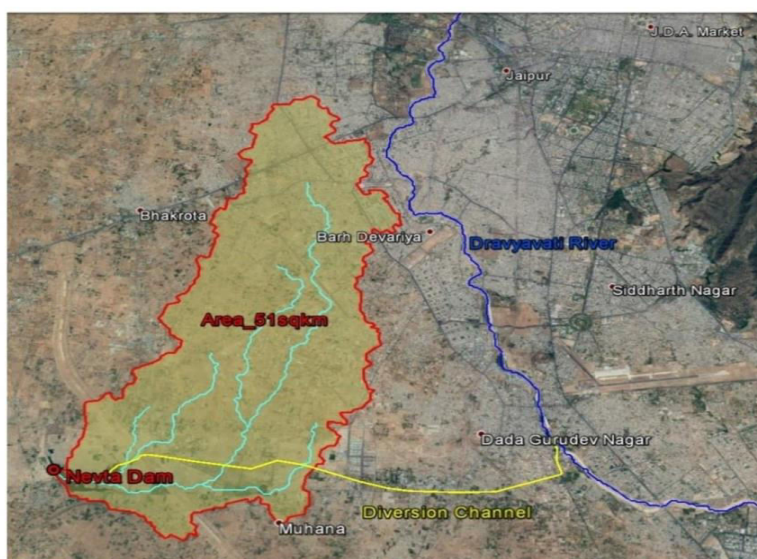 J.D.A. Market
Jaipur
Bhakrota
Barh Devariya
Dravyavati River
Siddharth Nagar
Area_51sqkm
Dada Gurudev Nagar
Nevta Dam
Diversion Channel
Muhana